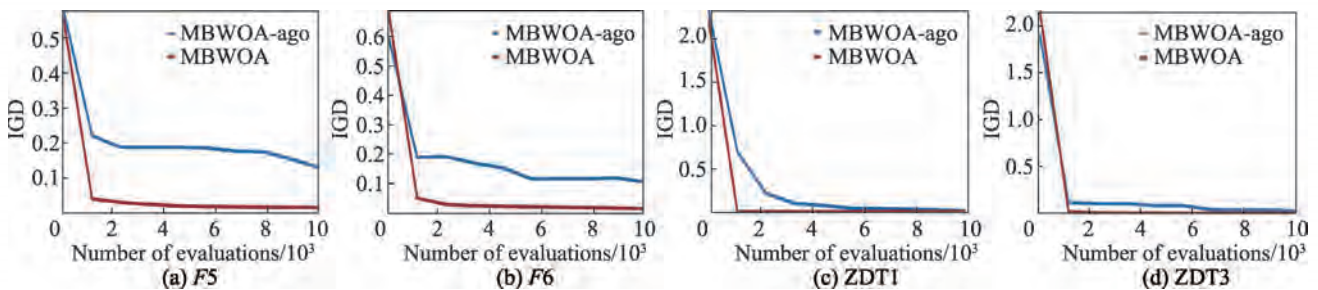 0.5
0.4
0.3
0.2
0.1
IGD
MBWOA-ago
MBWOA
0 2 4 6 8 10
Number of evaluations/10³
(a) F5
0.6
0.5
0.4
0.3
0.2
0.1
IGD
MBWOA-ago
MBWOA
0 2 4 6 8 10
Number of evaluations/10³
(b) F6
2.0
1.5
1.0
0.5
IGD
MBWOA-ago
MBWOA
0 2 4 6 8 10
Number of evaluations/10³
(c) ZDT1
2.0
1.5
1.0
0.5
IGD
MBWOA-ago
MBWOA
0 2 4 6 8 10
Number of evaluations/10³
(d) ZDT3